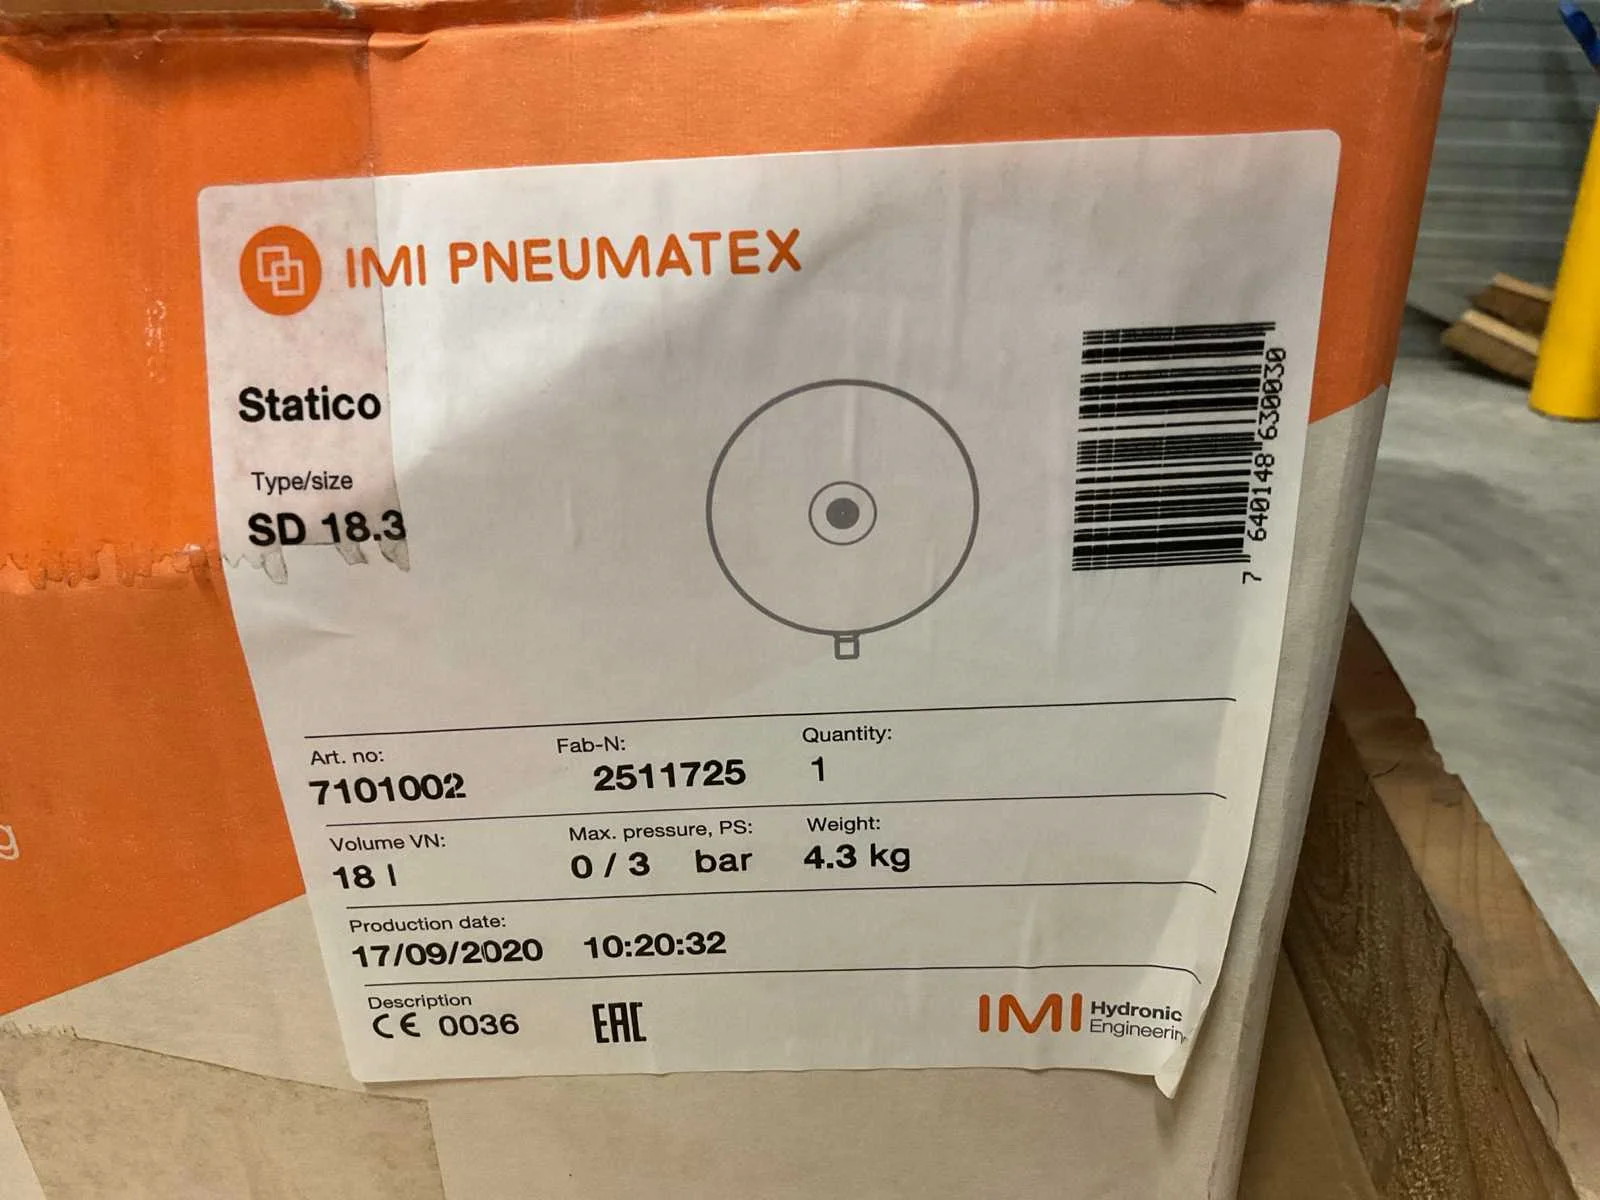 IMI PNEUMATEX
Statico
Type/size
SD 18.3
7 640148 630030
Art. no: Fab-N: Quantity:
7101002 2511725 1
Volume VN: Max. pressure, PS: Weight:
18 l 0 / 3 bar 4.3 kg
Production date:
17/09/2020 10:20:32
Description
CE 0036 EAC
IMI Hydronic
Engineerin
g